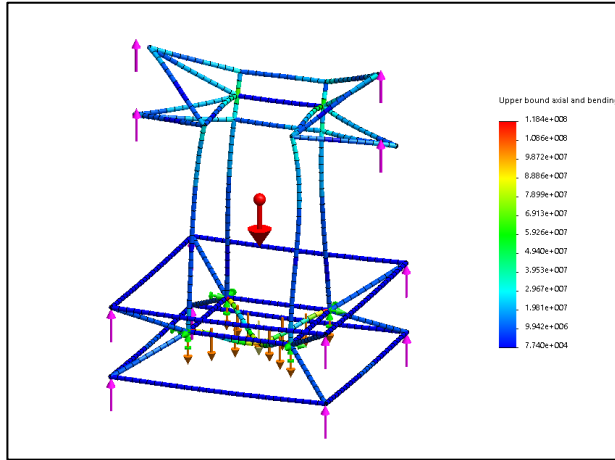 Upper bound axial and bending
1.184e+008
1.086e+008
9.872e+007
8.886e+007
7.899e+007
6.913e+007
5.926e+007
4.940e+007
3.953e+007
2.967e+007
1.981e+007
9.942e+006
7.740e+004